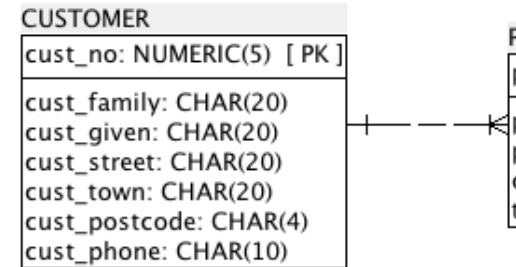 CUSTOMER
cust_no: NUMERIC(5) [ PK ]
cust_family: CHAR(20)
cust_given: CHAR(20)
cust_street: CHAR(20)
cust_town: CHAR(20)
cust_postcode: CHAR(4)
cust_phone: CHAR(10)